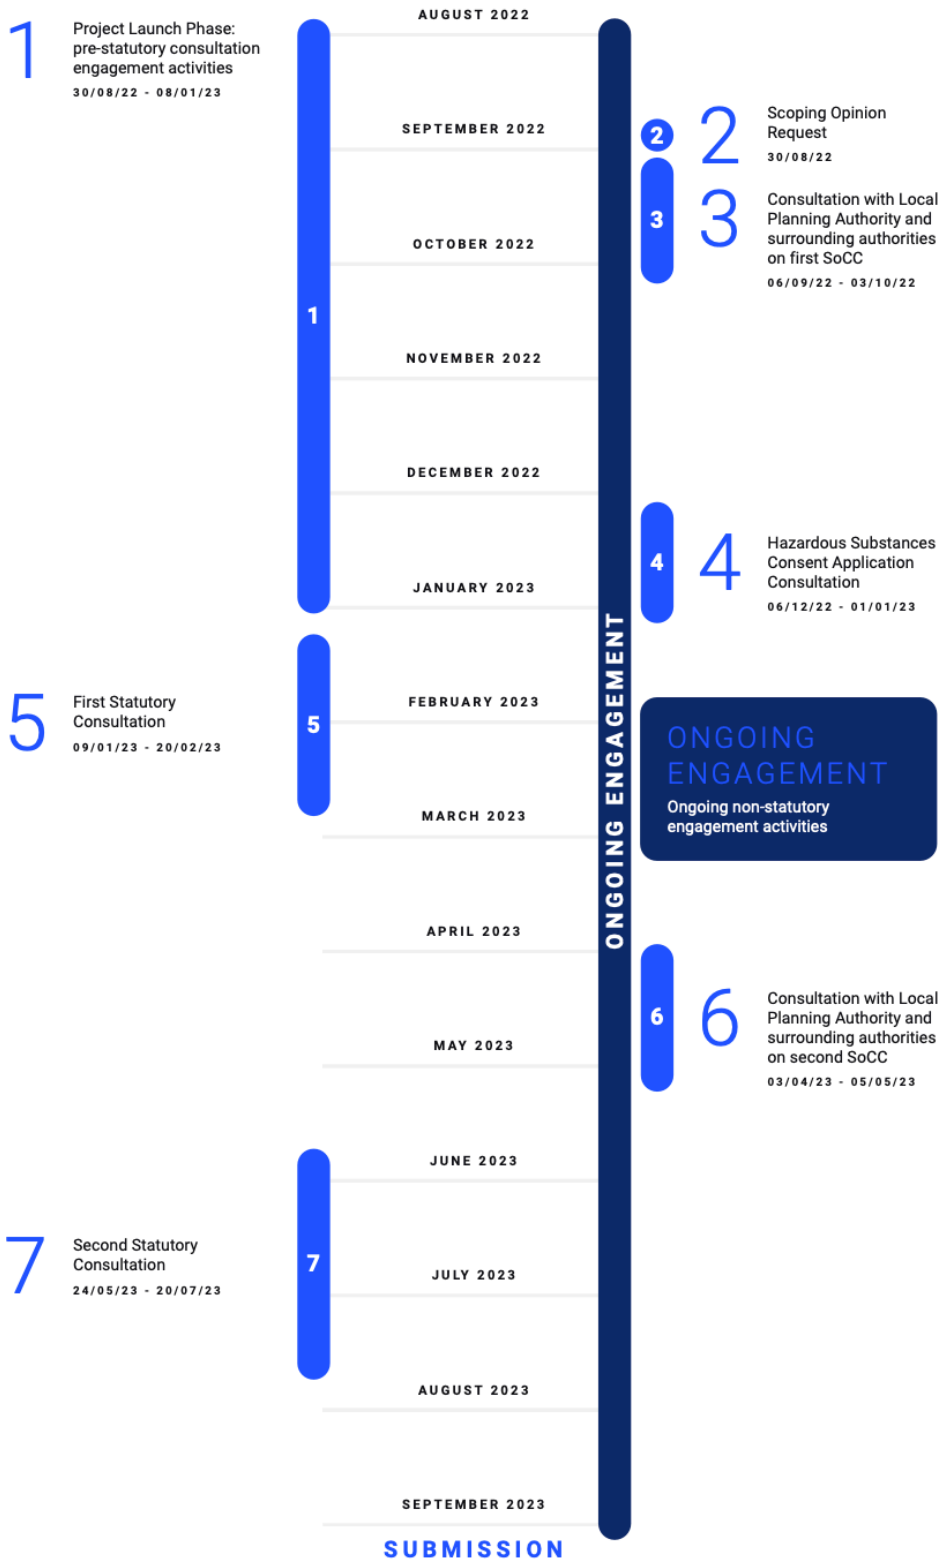 AUGUST 2022
1
Project Launch Phase:
pre-statutory consultation
engagement activities
30/08/22 - 08/01/23
SEPTEMBER 2022
2
2
Scoping Opinion
Request
30/08/22
3
3
Consultation with Local
Planning Authority and
surrounding authorities
on first SoCC
06/09/22 - 03/10/22
OCTOBER 2022
1
NOVEMBER 2022
DECEMBER 2022
4
4
Hazardous Substances
Consent Application
Consultation
06/12/22 - 01/01/23
JANUARY 2023
ONGOING ENGAGEMENT
5
First Statutory
Consultation
09/01/23 - 20/02/23
5
FEBRUARY 2023
ONGOING
ENGAGEMENT
Ongoing non-statutory
engagement activities
MARCH 2023
APRIL 2023
6
6
Consultation with Local
Planning Authority and
surrounding authorities
on second SoCC
03/04/23 - 05/05/23
MAY 2023
JUNE 2023
7
Second Statutory
Consultation
24/05/23 - 20/07/23
7
JULY 2023
AUGUST 2023
SEPTEMBER 2023
SUBMISSION